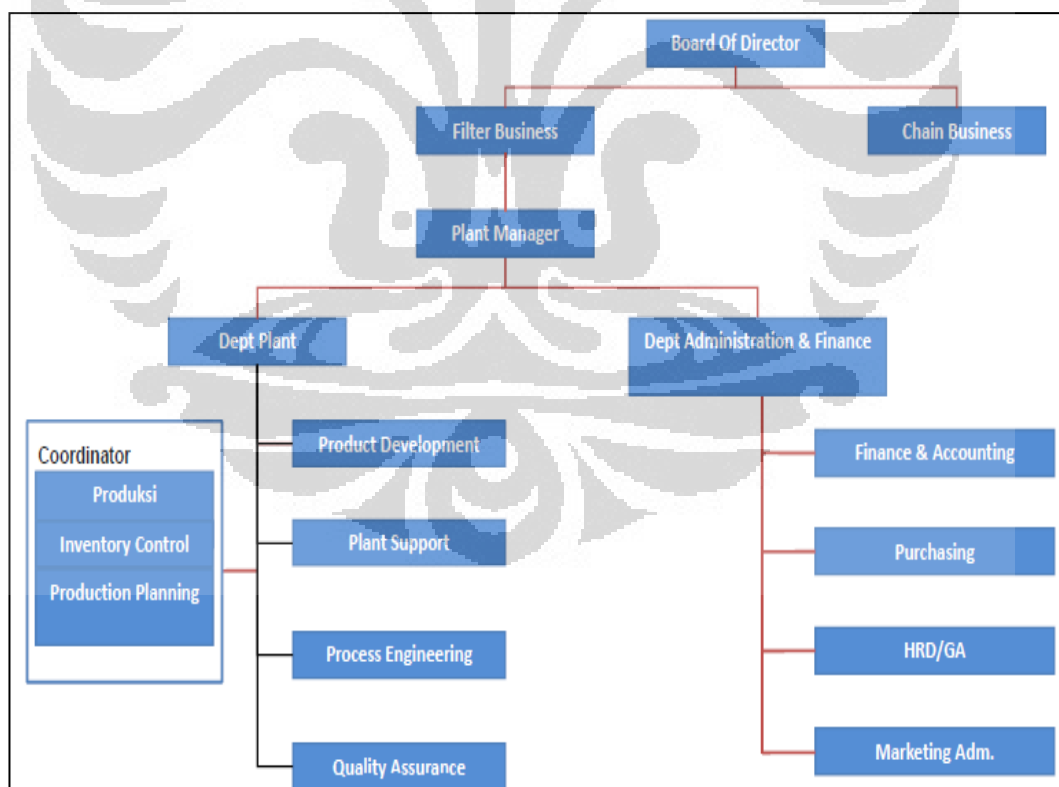 Board Of Director
Filter Business
Chain Business
Plant Manager
Dept Plant
Dept Administration & Finance
Coordinator
Produksi
Inventory Control
Production Planning
Product Development
Plant Support
Process Engineering
Quality Assurance
Finance & Accounting
Purchasing
HRD/GA
Marketing Adm.